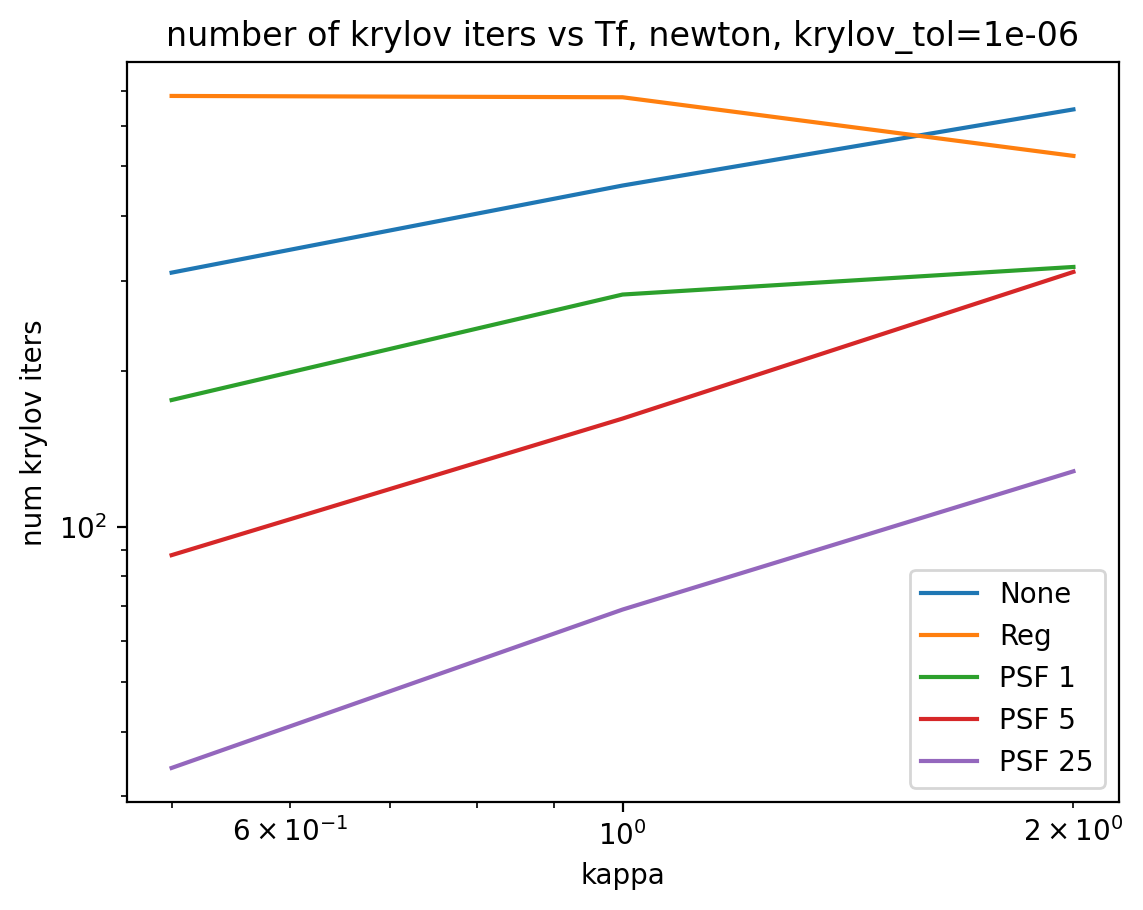 number of krylov iters vs Tf, newton, krylov_tol=1e-06
num krylov iters
10²
None
Reg
PSF 1
PSF 5
PSF 25
6 × 10⁻¹
10⁰
2 × 10⁰
kappa